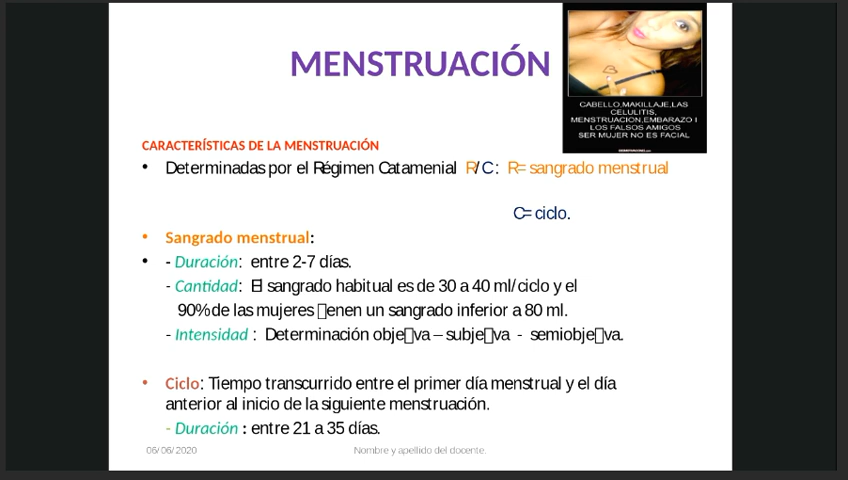 MENSTRUACIÓN
CABELLO,MAKILLAJE,LAS
CELULITIS,
MENSTRUACION,EMBARAZO I
LOS FALSOS AMIGOS
SER MUJER NO ES FACIAL
CARACTERÍSTICAS DE LA MENSTRUACIÓN
• Determinadas por el Régimen Catamenial R/C: R= sangrado menstrual
C= ciclo.
• Sangrado menstrual:
• - Duración: entre 2-7 días.
- Cantidad: El sangrado habitual es de 30 a 40 ml/ciclo y el
90% de las mujeres □enen un sangrado inferior a 80 ml.
- Intensidad : Determinación obje□va – subje□va - semiobje□va.
• Ciclo: Tiempo transcurrido entre el primer día menstrual y el día
anterior al inicio de la siguiente menstruación.
- Duración : entre 21 a 35 días.
06/06/2020
Nombre y apellido del docente.